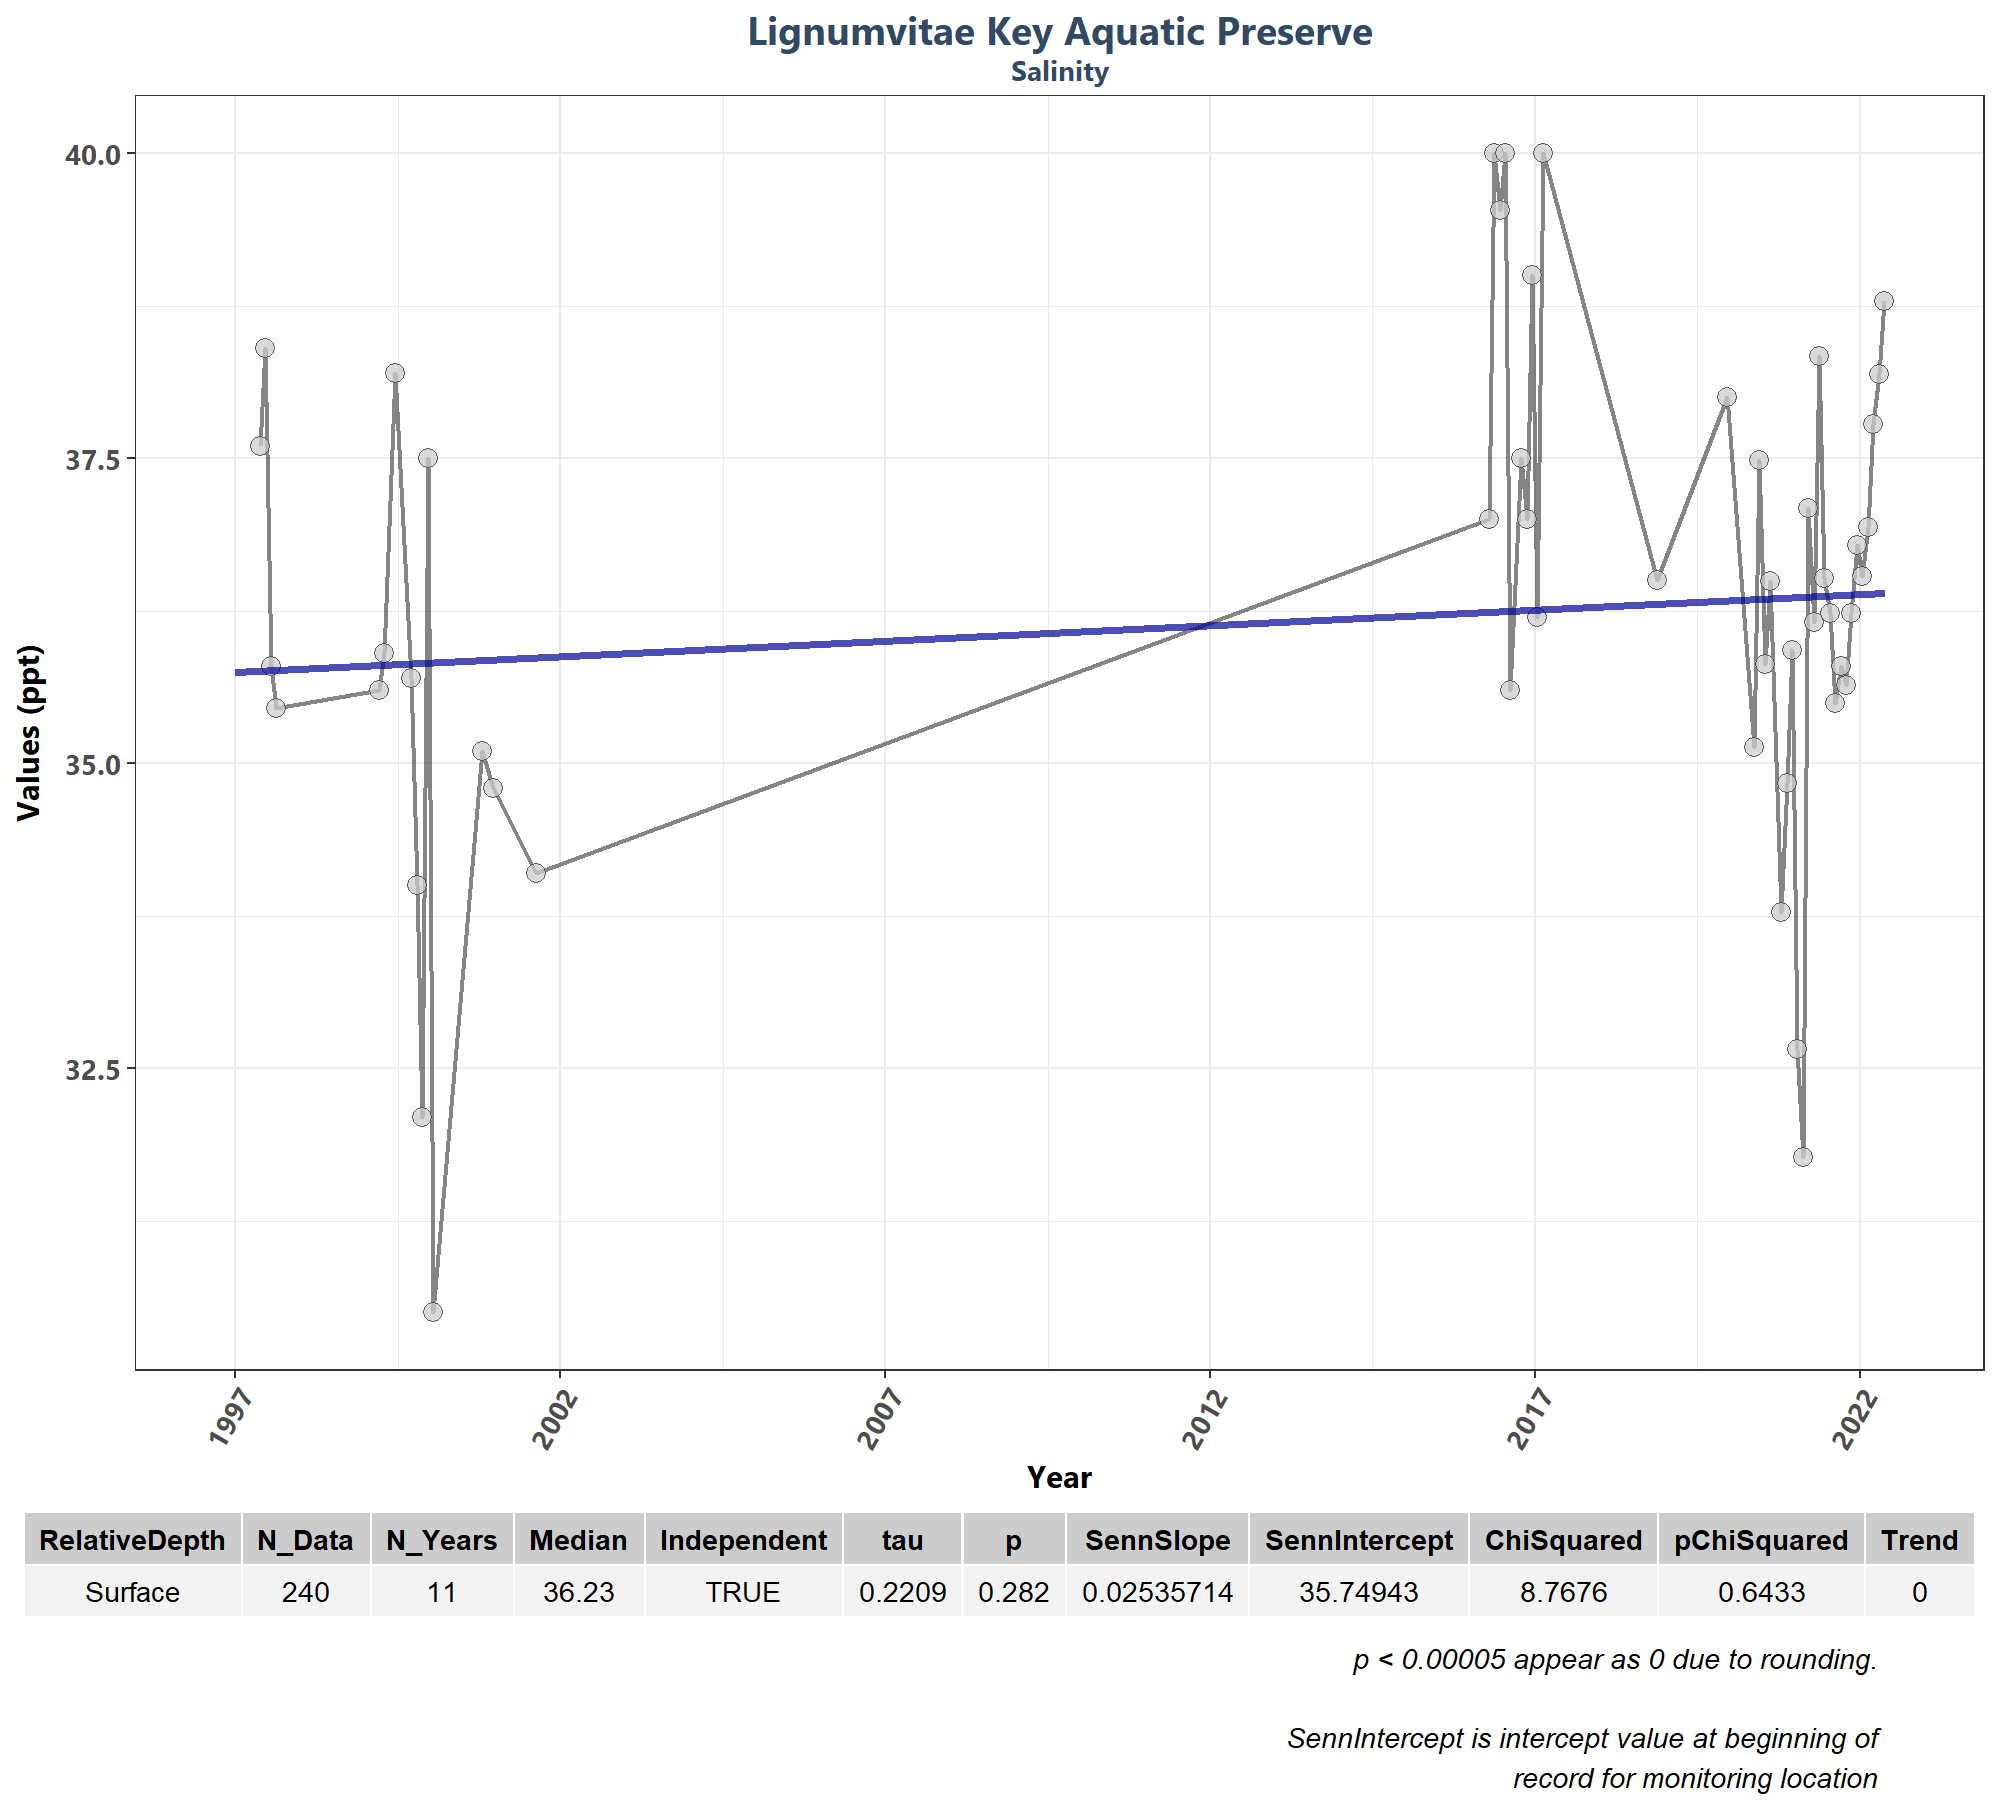 Lignumvitae Key Aquatic Preserve
Salinity
40.0
37.5
35.0
32.5
Values (ppt)
1997 2002 2007 2012 2017 2022
Year
RelativeDepth N_Data N_Years Median Independent tau p SennSlope SennIntercept ChiSquared pChiSquared Trend
Surface 240 11 36.23 TRUE 0.2209 0.282 0.02535714 35.74943 8.7676 0.6433 0
p < 0.00005 appear as 0 due to rounding.
SennIntercept is intercept value at beginning of
record for monitoring location